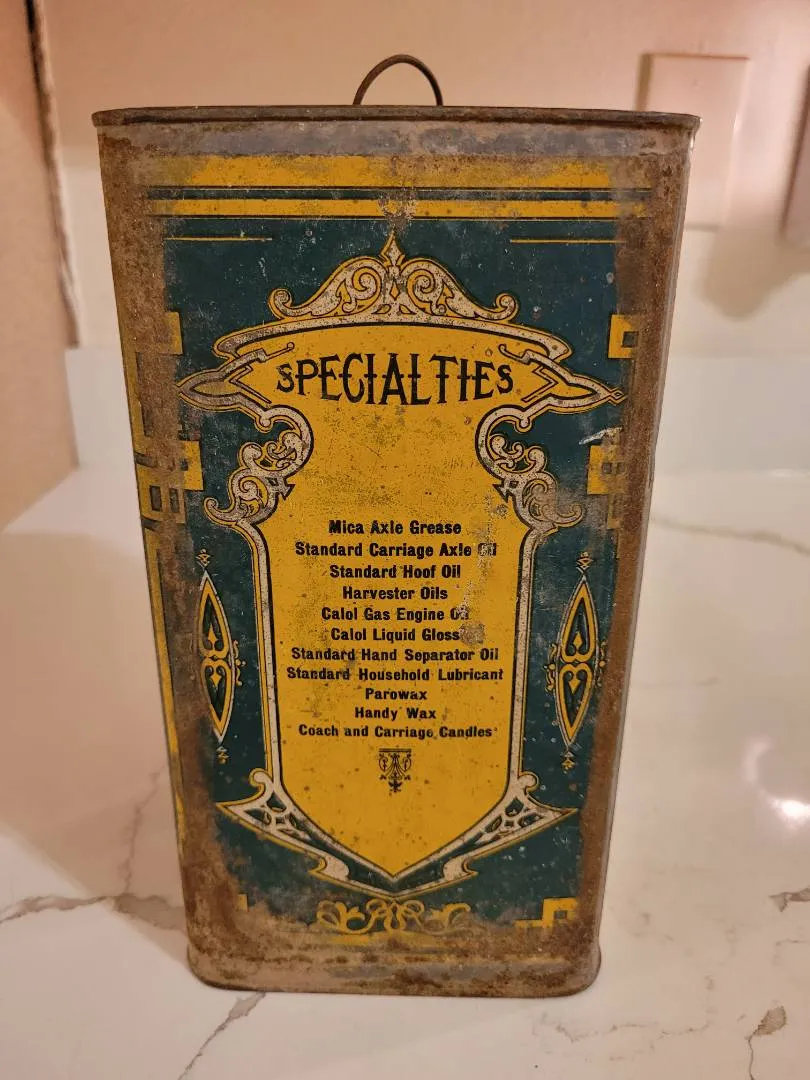 SPECIALTIES
Mica Axle Grease
Standard Carriage Axle Oil
Standard Hoof Oil
Harvester Oils
Calol Gas Engine Oil
Calol Liquid Gloss
Standard Hand Separator Oil
Standard Household Lubricant
Parowax
Handy Wax
Coach and Carriage Candles